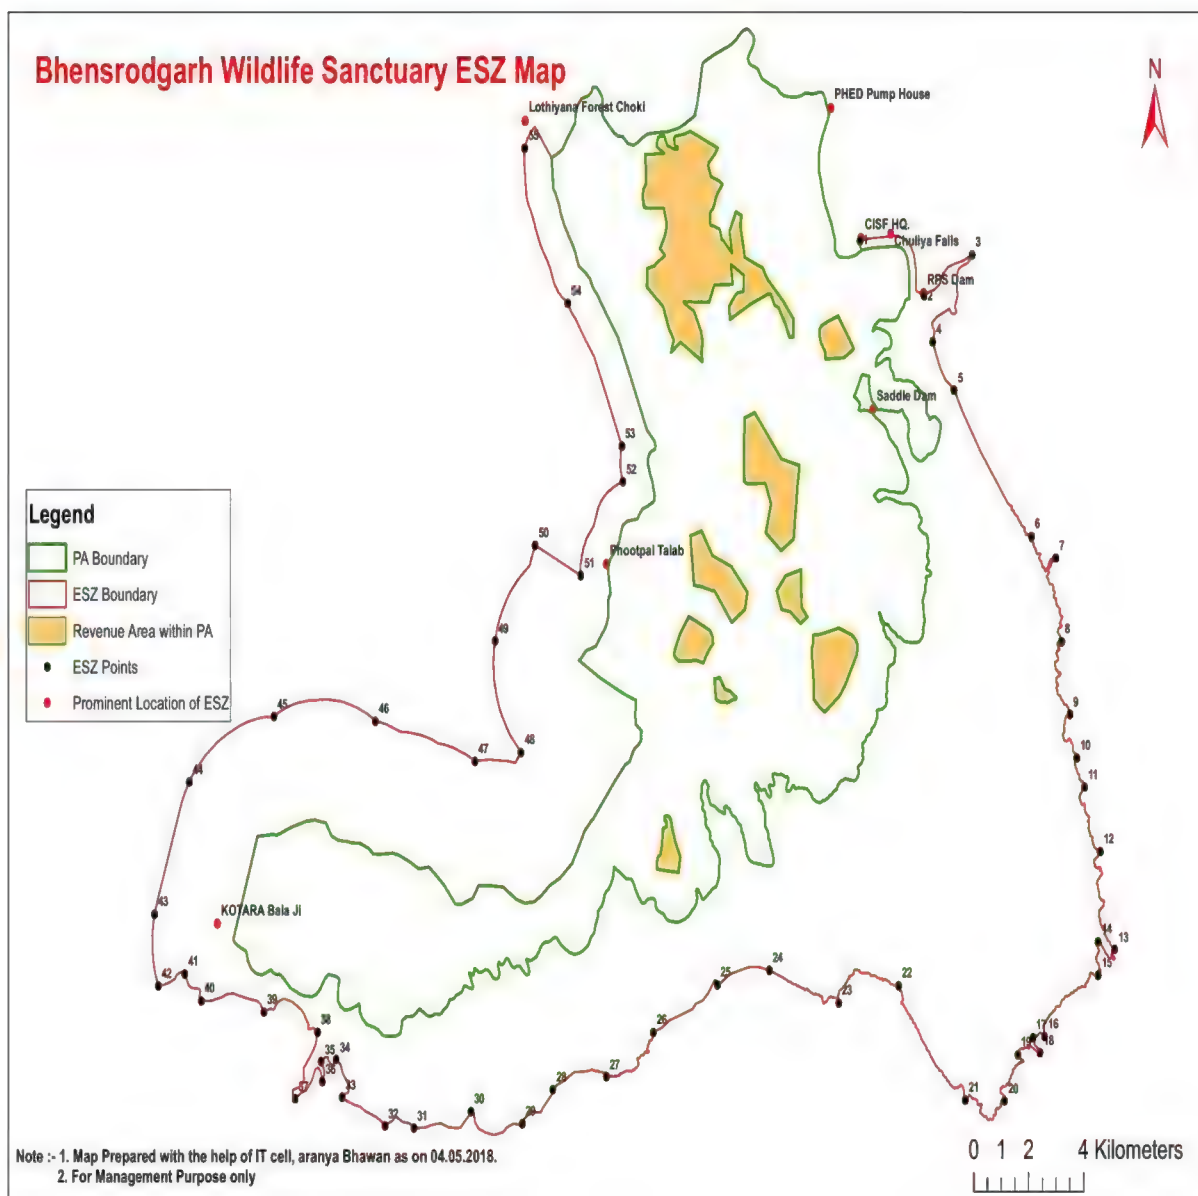 Bhensrodgarh Wildlife Sanctuary ESZ Map
N
PHED Pump House
Lothiyana Forest Choki
55
CISF HQ.
1
Chuliya Falls
3
RPS Dam
2
54
4
5
Saddle Dam
53
52
Legend
PA Boundary
ESZ Boundary
Revenue Area within PA
ESZ Points
Prominent Location of ESZ
50
6
7
Phootpal Talab
51
49
8
45
46
9
48
47
10
44
11
12
43
KOTARA Bala Ji
14
13
42
41
25
24
15
22
40
39
23
38
26
17
16
35
34
19
18
36
37
27
33
28
21
20
30
32
31
29
Note :- 1. Map Prepared with the help of IT cell, aranya Bhawan as on 04.05.2018.
2. For Management Purpose only
0 1 2 4 Kilometers